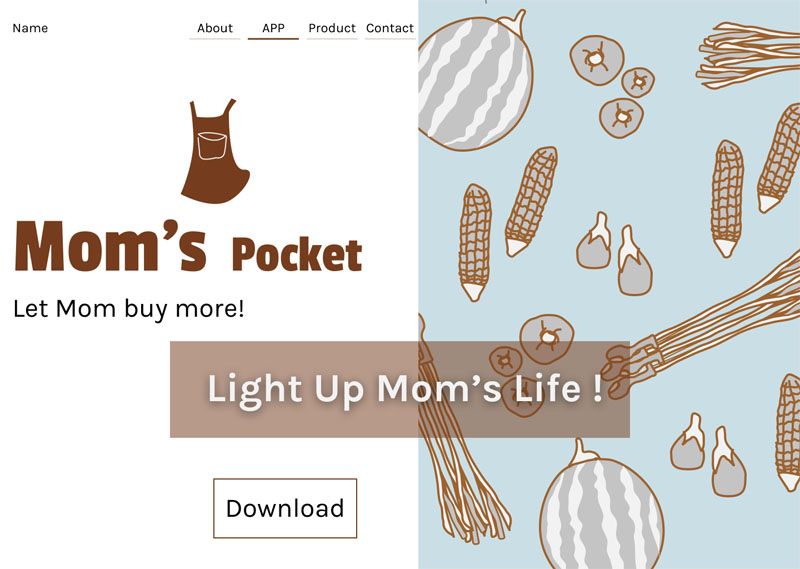 Name About APP Product Contact
Mom’s Pocket
Let Mom buy more!
Light Up Mom’s Life !
Download